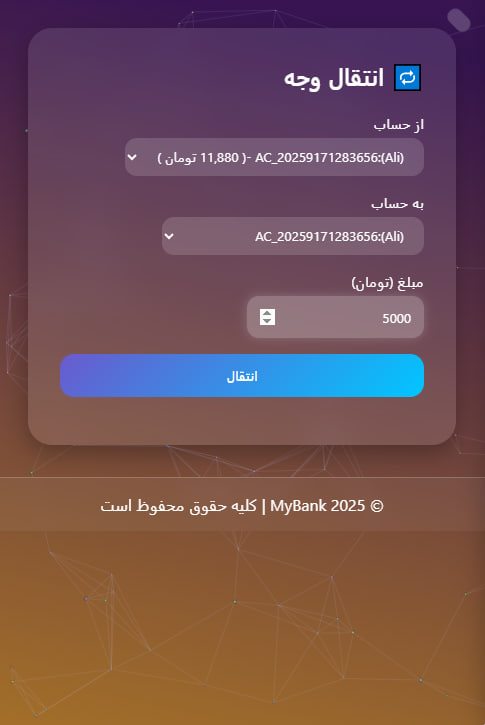 انتقال وجه
از حساب
AC_20259171283656:(Ali) -( 11,880 تومان )
به حساب
AC_20259171283656:(Ali)
مبلغ (تومان)
5000
انتقال
© 2025 MyBank | کلیه حقوق محفوظ است